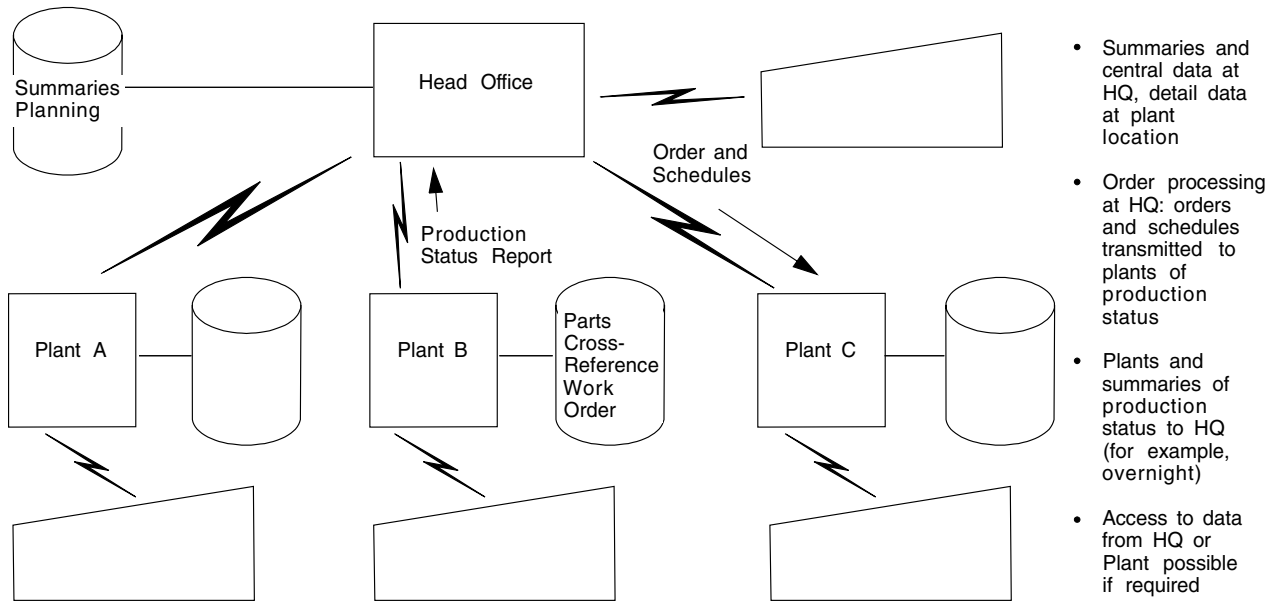 Summaries
Planning
Head Office
Order and
Schedules
Production
Status Report
Plant A
Plant B
Parts
Cross-
Reference
Work
Order
Plant C
• Summaries and
central data at
HQ, detail data
at plant
location
• Order processing
at HQ: orders
and schedules
transmitted to
plants of
production
status
• Plants and
summaries of
production
status to HQ
(for example,
overnight)
• Access to data
from HQ or
Plant possible
if required